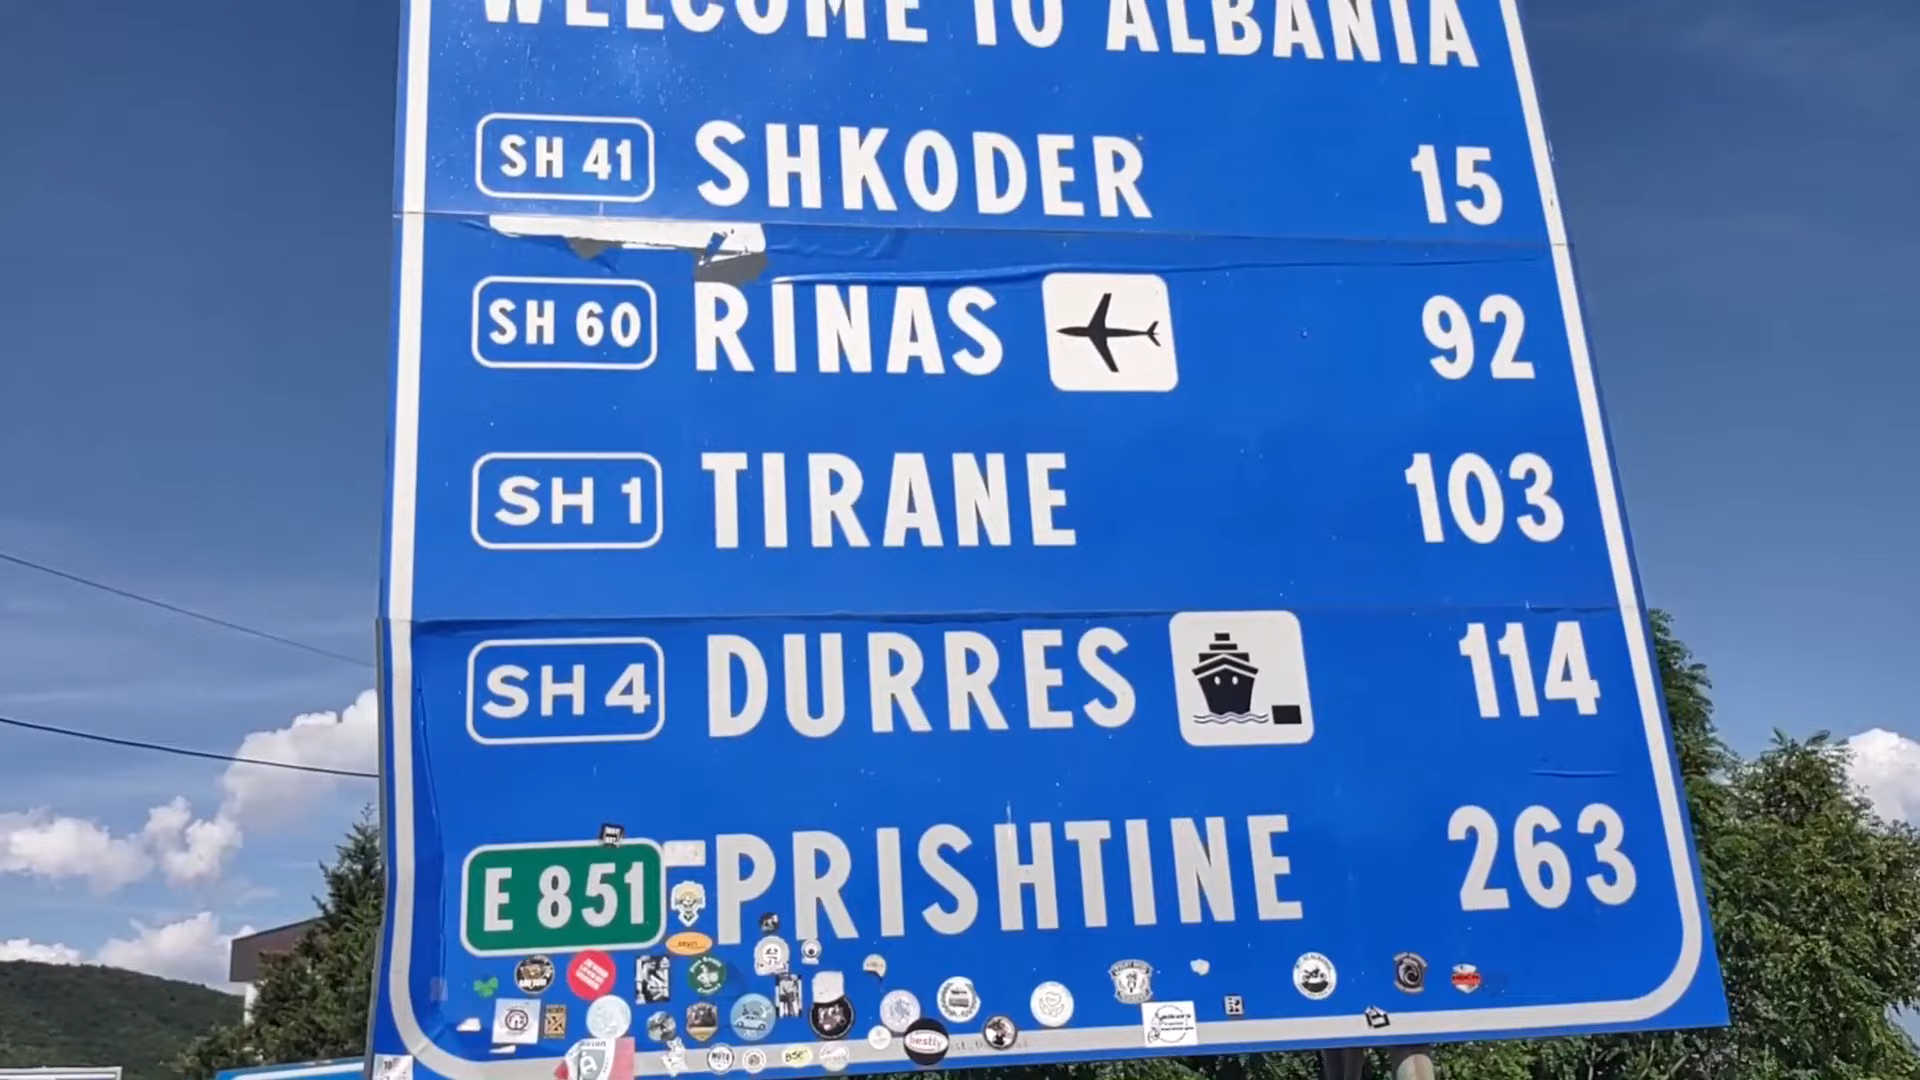 WELCOME TO ALBANIA
SH 41 SHKODER 15
SH 60 RINAS 92
SH 1 TIRANE 103
SH 4 DURRES 114
E 851 PRISHTINE 263
bestly